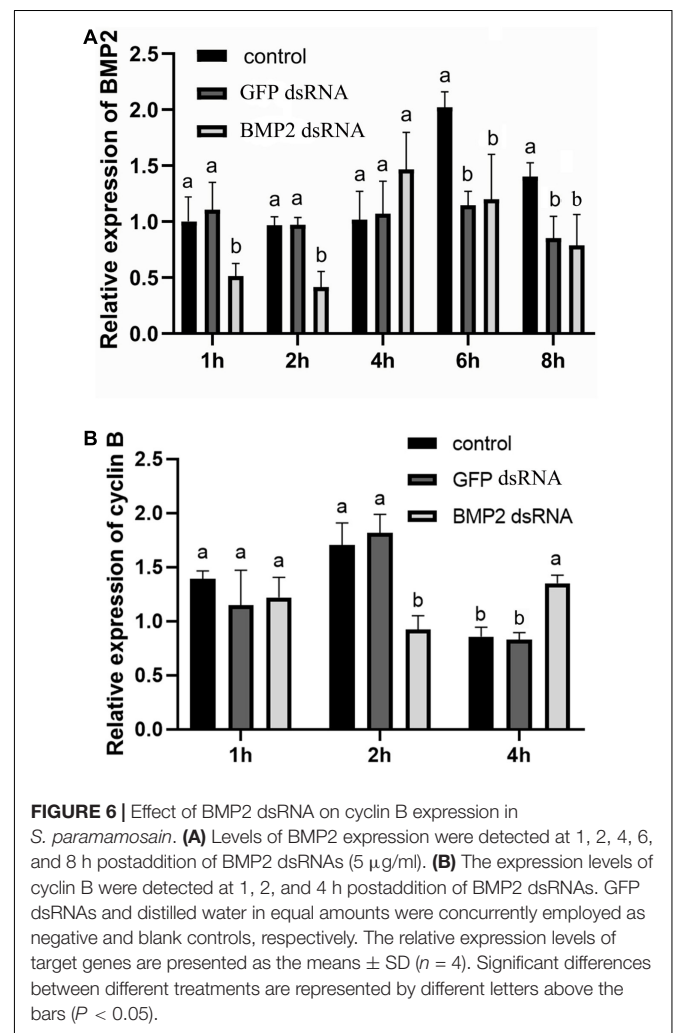 A
Relative expression of BMP2
2.5
2.0
1.5
1.0
0.5
0.0
control
GFP dsRNA
BMP2 dsRNA
a a b
a a b
a a a
a b b
a b b
1h 2h 4h 6h 8h
B
Relative expression of cyclin B
2.5
2.0
1.5
1.0
0.5
0.0
control
GFP dsRNA
BMP2 dsRNA
a a a
a a b
b b a
1h 2h 4h
FIGURE 6 | Effect of BMP2 dsRNA on cyclin B expression in
S. paramamosain. (A) Levels of BMP2 expression were detected at 1, 2, 4, 6,
and 8 h postaddition of BMP2 dsRNAs (5 μg/ml). (B) The expression levels of
cyclin B were detected at 1, 2, and 4 h postaddition of BMP2 dsRNAs. GFP
dsRNAs and distilled water in equal amounts were concurrently employed as
negative and blank controls, respectively. The relative expression levels of
target genes are presented as the means ± SD (n = 4). Significant differences
between different treatments are represented by different letters above the
bars (P < 0.05).